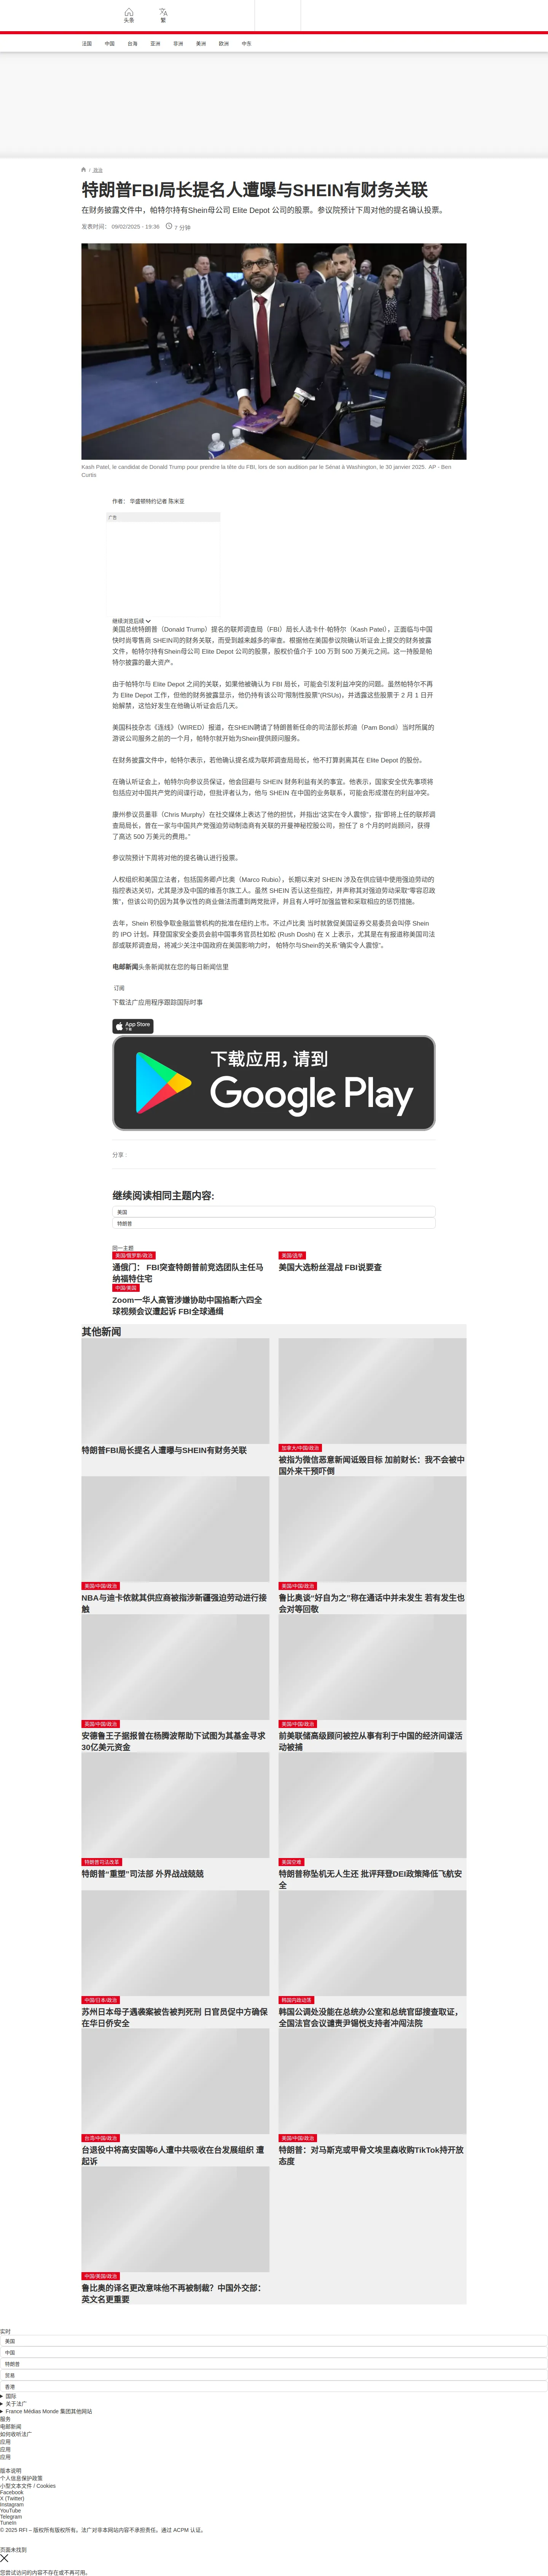 头条
繁
法国
中国
台海
亚洲
非洲
美洲
欧洲
中东
/ 政治
特朗普FBI局长提名人遭曝与SHEIN有财务关联
在财务披露文件中，帕特尔持有Shein母公司 Elite Depot 公司的股票。参议院预计下周对他的提名确认投票。
发表时间： 09/02/2025 - 19:36
7 分钟
Kash Patel, le candidat de Donald Trump pour prendre la tête du FBI, lors de son audition par le Sénat à Washington, le 30 janvier 2025. AP - Ben
Curtis
作者： 华盛顿特约记者 陈米亚
广告
继续浏览后续
美国总统特朗普（Donald Trump）提名的联邦调查局（FBI）局长人选卡什·帕特尔（Kash Patel），正面临与中国
快时尚零售商 SHEIN司的财务关联，而受到越来越多的审查。根据他在美国参议院确认听证会上提交的财务披露
文件，帕特尔持有Shein母公司 Elite Depot 公司的股票，股权价值介于 100 万到 500 万美元之间。这一持股是帕
特尔披露的最大资产。
由于帕特尔与 Elite Depot 之间的关联，如果他被确认为 FBI 局长，可能会引发利益冲突的问题。虽然帕特尔不再
为 Elite Depot 工作，但他的财务披露显示，他仍持有该公司“限制性股票”(RSUs)，并透露这些股票于 2 月 1 日开
始解禁，这恰好发生在他确认听证会后几天。
美国科技杂志《连线》（WIRED）报道，在SHEIN聘请了特朗普新任命的司法部长邦迪（Pam Bondi）当时所属的
游说公司服务之前的一个月，帕特尔就开始为Shein提供顾问服务。
在财务披露文件中，帕特尔表示，若他确认提名成为联邦调查局局长，他不打算剥离其在 Elite Depot 的股份。
在确认听证会上，帕特尔向参议员保证，他会回避与 SHEIN 财务利益有关的事宜。他表示，国家安全优先事项将
包括应对中国共产党的间谍行动，但批评者认为，他与 SHEIN 在中国的业务联系，可能会形成潜在的利益冲突。
康州参议员墨菲（Chris Murphy）在社交媒体上表达了他的担忧，并指出“这实在令人震惊”，指“即将上任的联邦调
查局局长，曾在一家与中国共产党强迫劳动制造商有关联的开曼神秘控股公司，担任了 8 个月的时尚顾问，获得
了高达 500 万美元的费用。”
参议院预计下周将对他的提名确认进行投票。
人权组织和美国立法者，包括国务卿卢比奥（Marco Rubio），长期以来对 SHEIN 涉及在供应链中使用强迫劳动的
指控表达关切，尤其是涉及中国的维吾尔族工人。虽然 SHEIN 否认这些指控，并声称其对强迫劳动采取“零容忍政
策”，但该公司仍因为其争议性的商业做法而遭到两党批评，并且有人呼吁加强监管和采取相应的惩罚措施。
去年，Shein 积极争取金融监管机构的批准在纽约上市。不过卢比奥 当时就敦促美国证券交易委员会叫停 Shein
的 IPO 计划。拜登国家安全委员会前中国事务官员杜如松 (Rush Doshi) 在 X 上表示，尤其是在有报道称美国司法
部或联邦调查局，将减少关注中国政府在美国影响力时， 帕特尔与Shein的关系“确实令人震惊”。
电邮新闻头条新闻就在您的每日新闻信里
订阅
下载法广应用程序跟踪国际时事
App Store
下载
下载应用，请到
Google Play
分享 :
继续阅读相同主题内容:
美国
特朗普
同一主题
美国/俄罗斯/政治
通俄门： FBI突查特朗普前竞选团队主任马
纳福特住宅
美国/选举
美国大选粉丝混战 FBI说要查
中国/美国
Zoom一华人高管涉嫌协助中国掐断六四全
球视频会议遭起诉 FBI全球通缉
其他新闻
特朗普FBI局长提名人遭曝与SHEIN有财务关联
加拿大/中国/政治
被指为微信恶意新闻诋毁目标 加前财长：我不会被中
国外来干预吓倒
美国/中国/政治
NBA与迪卡侬就其供应商被指涉新疆强迫劳动进行接
触
美国/中国/政治
鲁比奥谈“好自为之”称在通话中并未发生 若有发生也
会对等回敬
英国/中国/政治
安德鲁王子据报曾在杨腾波帮助下试图为其基金寻求
30亿美元资金
美国/中国/政治
前美联储高级顾问被控从事有利于中国的经济间谍活
动被捕
特朗普司法改革
特朗普“重塑”司法部 外界战战兢兢
美国空难
特朗普称坠机无人生还 批评拜登DEI政策降低飞航安
全
中国/日本/政治
苏州日本母子遇袭案被告被判死刑 日官员促中方确保
在华日侨安全
韩国内政动荡
韩国公调处没能在总统办公室和总统官邸搜查取证，
全国法官会议谴责尹锡悦支持者冲闯法院
台湾/中国/政治
台退役中将高安国等6人遭中共吸收在台发展组织 遭
起诉
美国/中国/政治
特朗普：对马斯克或甲骨文埃里森收购TikTok持开放
态度
中国/美国/政治
鲁比奥的译名更改意味他不再被制裁？中国外交部：
英文名更重要
实时
美国
中国
特朗普
贸易
香港
国际
关于法广
France Médias Monde 集团其他网站
服务
电邮新闻
如何收听法广
应用
应用
应用
版本说明
个人信息保护政策
小型文本文件 / Cookies
Facebook
X (Twitter)
Instagram
YouTube
Telegram
TuneIn
© 2025 RFI – 版权所有版权所有。法广对非本网站内容不承担责任。通过 ACPM 认证。
页面未找到
您尝试访问的内容不存在或不再可用。